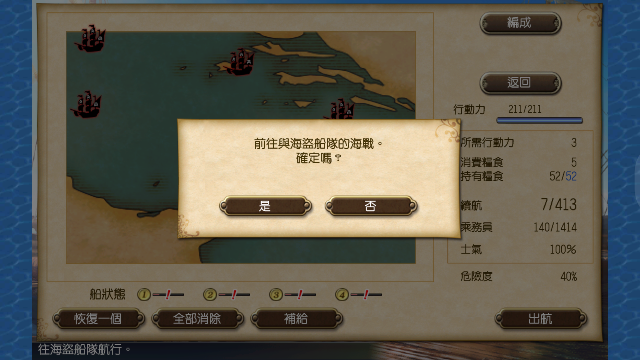 編成
返回
行動力 211/211
所需行動力 3
消費糧食 5
持有糧食 52/52
續航 7/413
乘務員 140/1414
士氣 100%
危險度 40%
前往與海盜船隊的海戰。
確定嗎?
是 否
船狀態 1 2 3 4
恢復一個 全部消除 補給 出航
往海盜船隊航行。